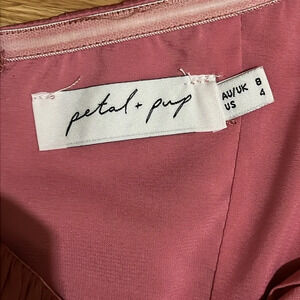 petal + pup
AU/UK 8
US 4